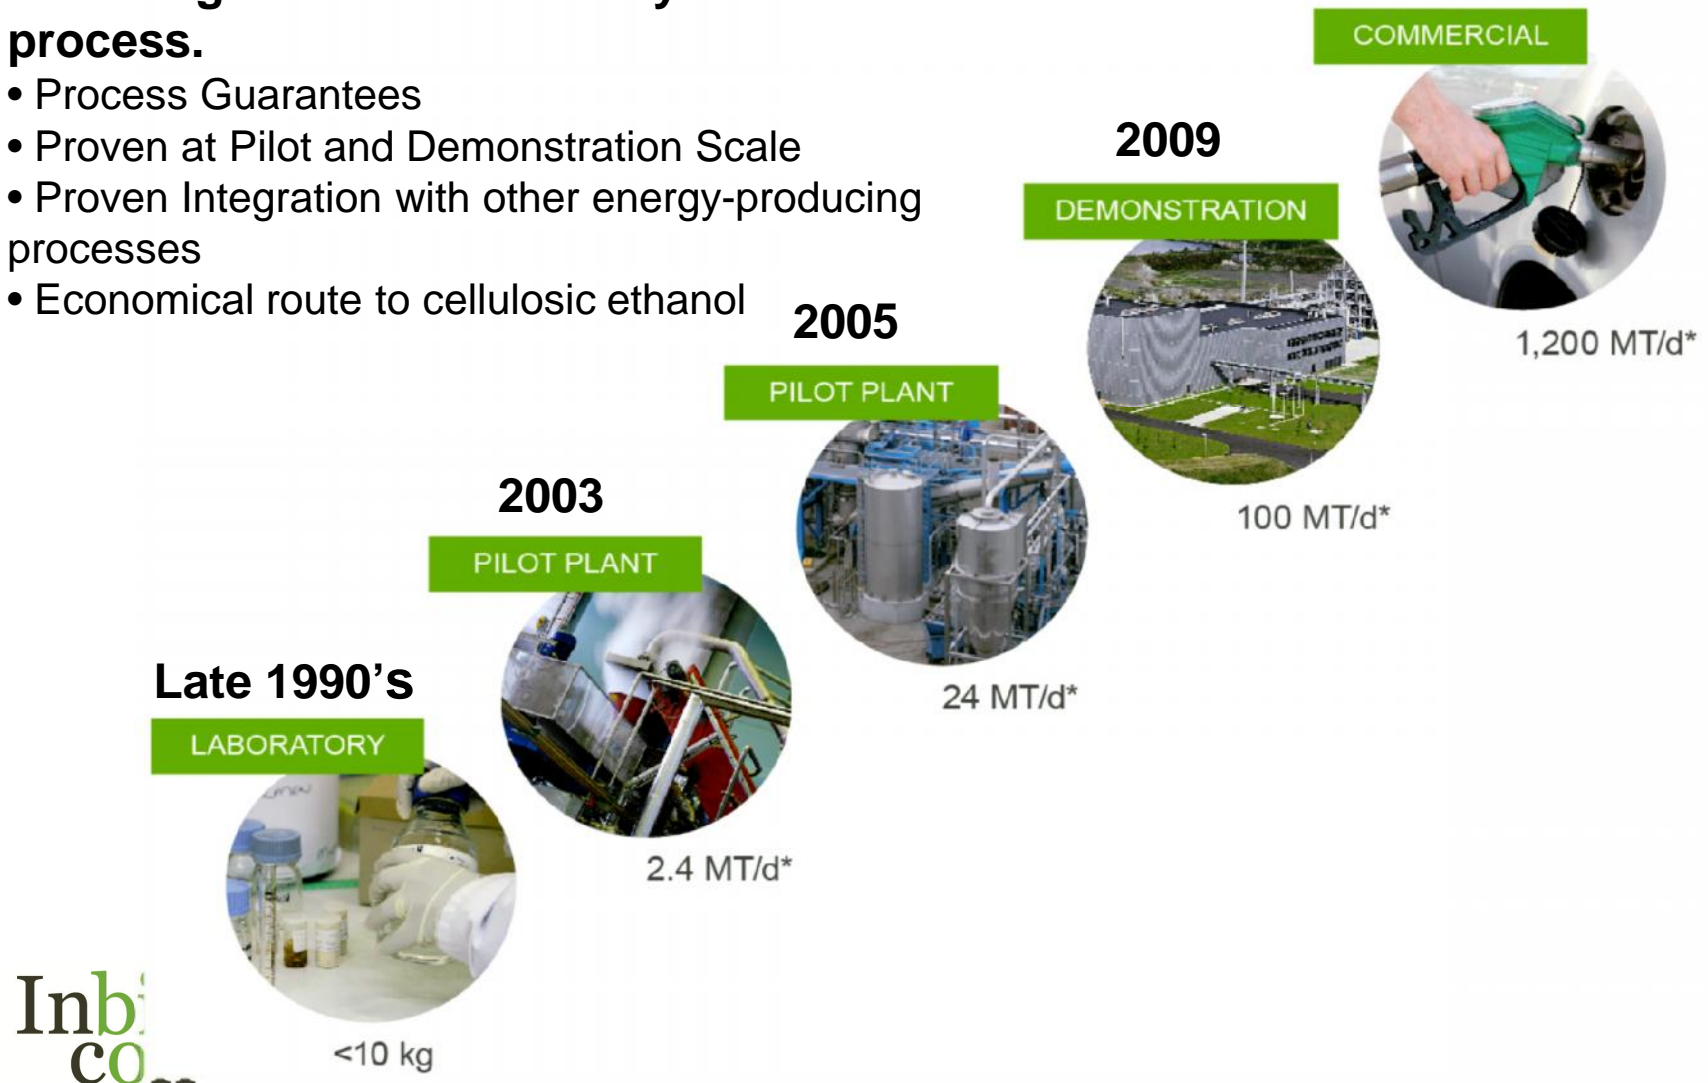 process.
• Process Guarantees
• Proven at Pilot and Demonstration Scale
• Proven Integration with other energy-producing
processes
• Economical route to cellulosic ethanol
COMMERCIAL
1,200 MT/d*
2009
DEMONSTRATION
100 MT/d*
2005
PILOT PLANT
24 MT/d*
2003
PILOT PLANT
2.4 MT/d*
Late 1990’s
LABORATORY
<10 kg
Inbi
co